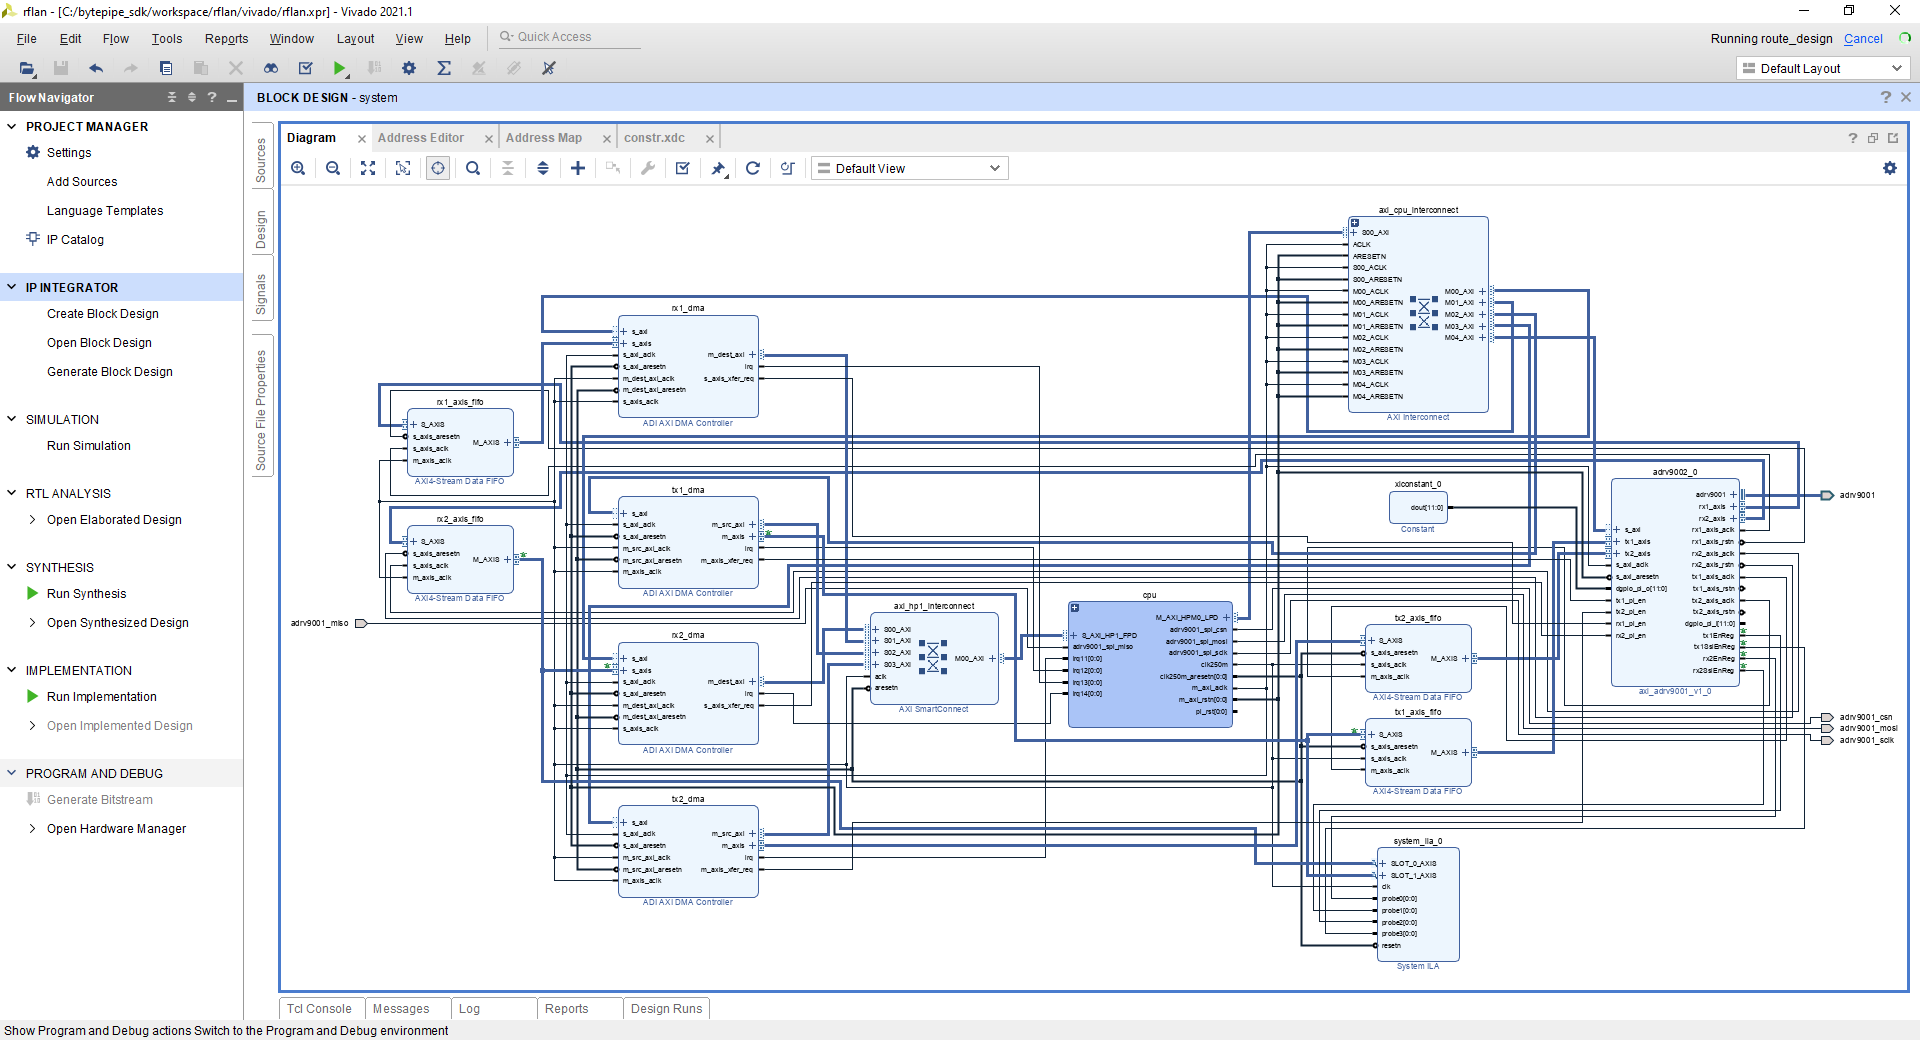 rflan - [C:/bytepipe_sdk/workspace/rflan/vivado/rflan.xpr] - Vivado 2021.1
File Edit Flow Tools Reports Window Layout View Help Quick Access
Running route_design Cancel
Default Layout
Flow Navigator
PROJECT MANAGER
Settings
Add Sources
Language Templates
IP Catalog
IP INTEGRATOR
Create Block Design
Open Block Design
Generate Block Design
SIMULATION
Run Simulation
RTL ANALYSIS
Open Elaborated Design
SYNTHESIS
Run Synthesis
Open Synthesized Design
IMPLEMENTATION
Run Implementation
Open Implemented Design
PROGRAM AND DEBUG
Generate Bitstream
Open Hardware Manager
BLOCK DESIGN - system
Sources
Design
Signals
Source File Properties
Diagram
Address Editor
Address Map
constr.xdc
Default View
rx1_axis_fifo
S_AXIS
s_axis_aresetn
s_axis_aclk
m_axis_aclk
M_AXIS
AXI4-Stream Data FIFO
rx2_axis_fifo
S_AXIS
s_axis_aresetn
s_axis_aclk
m_axis_aclk
M_AXIS
AXI4-Stream Data FIFO
adrv9001_miso
rx1_dma
s_axi
s_axis
s_axi_aclk
s_axi_aresetn
m_dest_axi_aclk
m_dest_axi_aresetn
s_axis_aclk
m_dest_axi
irq
s_axis_xfer_req
ADI AXI DMA Controller
tx1_dma
s_axi
s_axi_aclk
s_axi_aresetn
m_src_axi_aclk
m_src_axi_aresetn
m_axis_aclk
m_src_axi
m_axis
irq
m_axis_xfer_req
ADI AXI DMA Controller
rx2_dma
s_axi
s_axis
s_axi_aclk
s_axi_aresetn
m_dest_axi_aclk
m_dest_axi_aresetn
s_axis_aclk
m_dest_axi
irq
s_axis_xfer_req
ADI AXI DMA Controller
tx2_dma
s_axi
s_axi_aclk
s_axi_aresetn
m_src_axi_aclk
m_src_axi_aresetn
m_axis_aclk
m_src_axi
m_axis
irq
m_axis_xfer_req
ADI AXI DMA Controller
axi_hp1_interconnect
S00_AXI
S01_AXI
S02_AXI
S03_AXI
aclk
aresetn
M00_AXI
AXI SmartConnect
cpu
S_AXI_HP1_FPD
adrv9001_spi_miso
irq11[0:0]
irq12[0:0]
irq13[0:0]
irq14[0:0]
M_AXI_HPM0_LPD
adrv9001_spi_csn
adrv9001_spi_mosi
adrv9001_spi_sclk
clk250m
clk250m_aresetn[0:0]
m_axi_aclk
m_axi_rstn[0:0]
pl_rst[0:0]
axi_cpu_interconnect
S00_AXI
ACLK
ARESETN
S00_ACLK
S00_ARESETN
M00_ACLK
M00_ARESETN
M01_ACLK
M01_ARESETN
M02_ACLK
M02_ARESETN
M03_ACLK
M03_ARESETN
M04_ACLK
M04_ARESETN
M00_AXI
M01_AXI
M02_AXI
M03_AXI
M04_AXI
AXI Interconnect
xlconstant_0
dout[11:0]
Constant
tx2_axis_fifo
S_AXIS
s_axis_aresetn
s_axis_aclk
m_axis_aclk
M_AXIS
AXI4-Stream Data FIFO
tx1_axis_fifo
S_AXIS
s_axis_aresetn
s_axis_aclk
m_axis_aclk
M_AXIS
AXI4-Stream Data FIFO
system_ila_0
SLOT_0_AXIS
SLOT_1_AXIS
clk
probe0[0:0]
probe1[0:0]
probe2[0:0]
probe3[0:0]
resetn
System ILA
adrv9002_0
s_axi
tx1_axis
tx2_axis
s_axi_aclk
s_axi_aresetn
dgpio_pl_o[11:0]
tx1_pl_en
tx2_pl_en
rx1_pl_en
rx2_pl_en
adrv9001
rx1_axis
rx2_axis
rx1_axis_aclk
rx1_axis_rstn
rx2_axis_aclk
rx2_axis_rstn
tx1_axis_aclk
tx1_axis_rstn
tx2_axis_aclk
tx2_axis_rstn
dgpio_pl_i[11:0]
tx1EnReg
tx1SslEnReg
rx2EnReg
rx2SslEnReg
axi_adrv9001_v1_0
adrv9001
adrv9001_csn
adrv9001_mosi
adrv9001_sclk
Tcl Console
Messages
Log
Reports
Design Runs
Show Program and Debug actions Switch to the Program and Debug environment